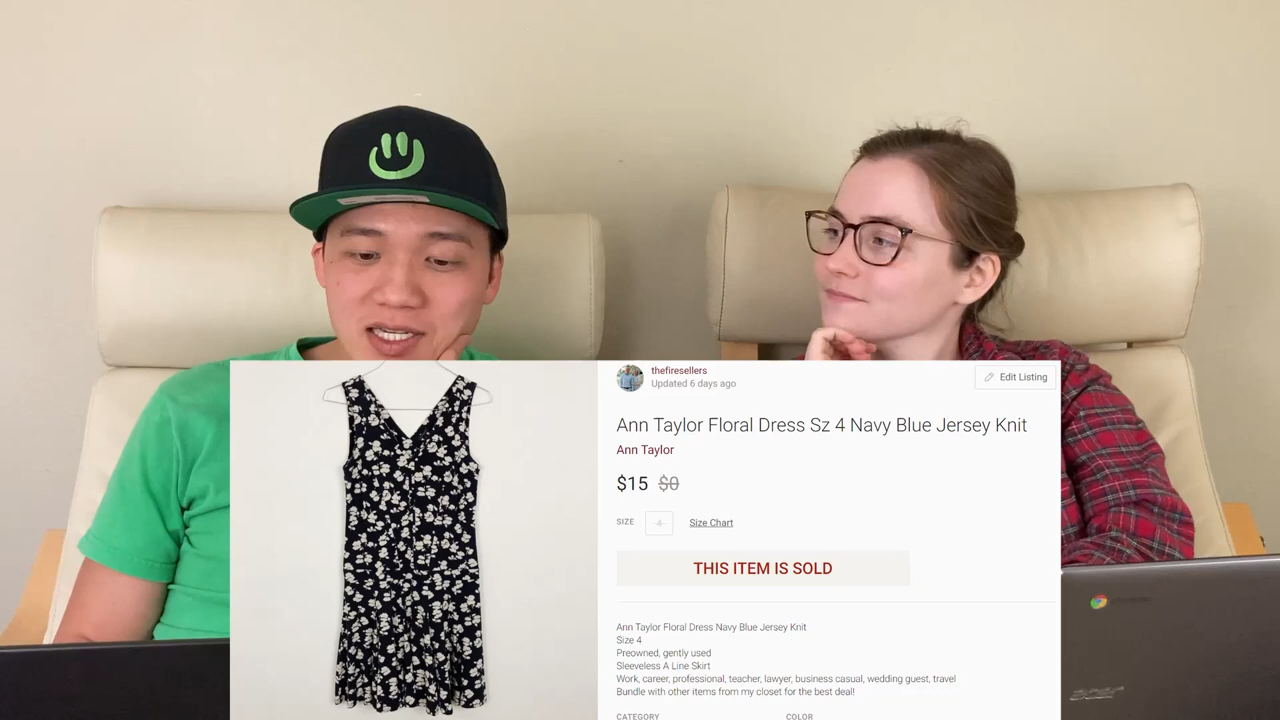 thefiresellers
Updated 6 days ago
Edit Listing
Ann Taylor Floral Dress Sz 4 Navy Blue Jersey Knit
Ann Taylor
$15 $0
SIZE 4 Size Chart
THIS ITEM IS SOLD
Ann Taylor Floral Dress Navy Blue Jersey Knit
Size 4
Preowned, gently used
Sleeveless A Line Skirt
Work, career, professional, teacher, lawyer, business casual, wedding guest, travel
Bundle with other items from my closet for the best deal!
CATEGORY COLOR
acer